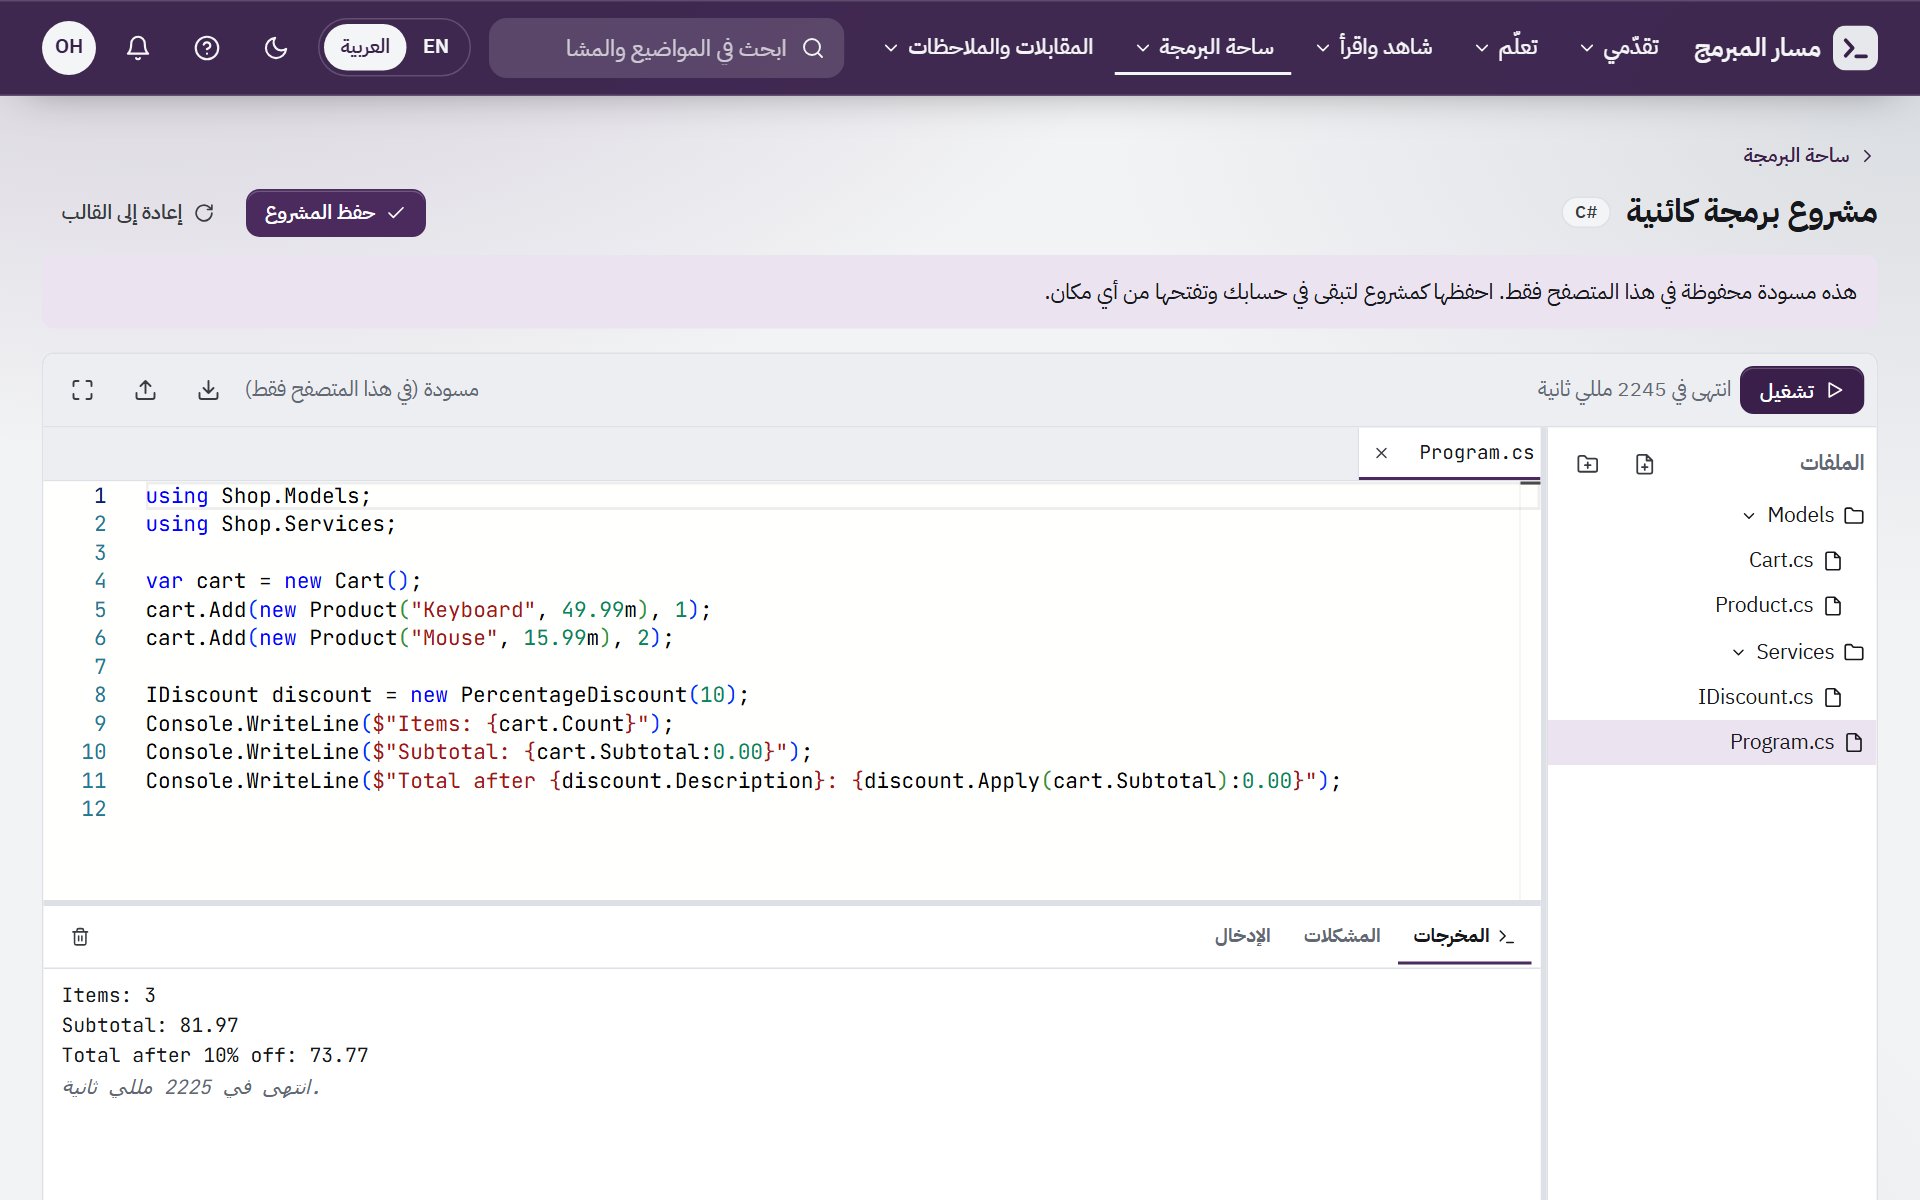 مسار المبرمج
تقدّمي
تعلّم
شاهد واقرأ
ساحة البرمجة
المقابلات والملاحظات
ابحث في المواضيع والمشا
EN
العربية
OH
ساحة البرمجة
مشروع برمجة كائنية
C#
حفظ المشروع
إعادة إلى القالب
هذه مسودة محفوظة في هذا المتصفح فقط. احفظها كمشروع لتبقى في حسابك وتفتحها من أي مكان.
تشغيل
انتهى في 2245 مللي ثانية
مسودة (في هذا المتصفح فقط)
الملفات
Models
Cart.cs
Product.cs
Services
IDiscount.cs
Program.cs
Program.cs
1 using Shop.Models;
2 using Shop.Services;
3
4 var cart = new Cart();
5 cart.Add(new Product("Keyboard", 49.99m), 1);
6 cart.Add(new Product("Mouse", 15.99m), 2);
7
8 IDiscount discount = new PercentageDiscount(10);
9 Console.WriteLine($"Items: {cart.Count}");
10 Console.WriteLine($"Subtotal: {cart.Subtotal:0.00}");
11 Console.WriteLine($"Total after {discount.Description}: {discount.Apply(cart.Subtotal):0.00}");
12
المخرجات
المشكلات
الإدخال
Items: 3
Subtotal: 81.97
Total after 10% off: 73.77
انتهى في 2225 مللي ثانية.